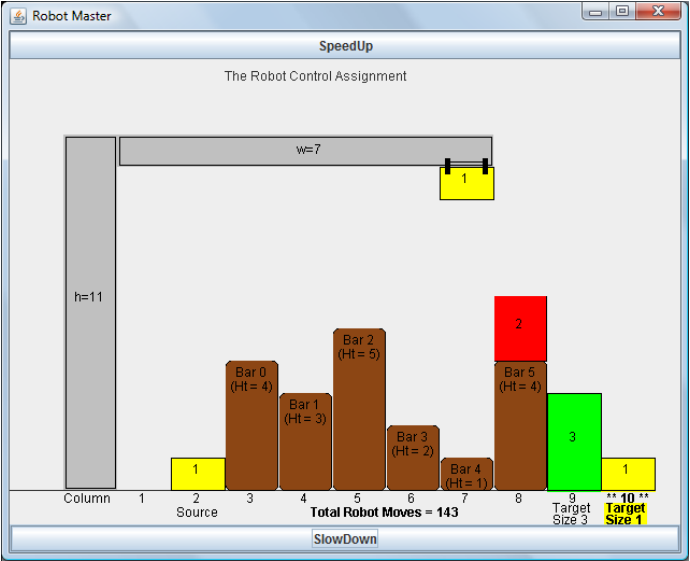 Robot Master
SpeedUp
The Robot Control Assignment
w=7
1
h=11
2
Bar 2
(Ht = 5)
Bar 0
(Ht = 4)
Bar 5
(Ht = 4)
Bar 1
(Ht = 3)
3
Bar 3
(Ht = 2)
1
Bar 4
(Ht = 1)
1
Column 1 2 3 4 5 6 7 8 9 ** 10 **
Source
Total Robot Moves = 143
Target
Size 3
Target
Size 1
SlowDown